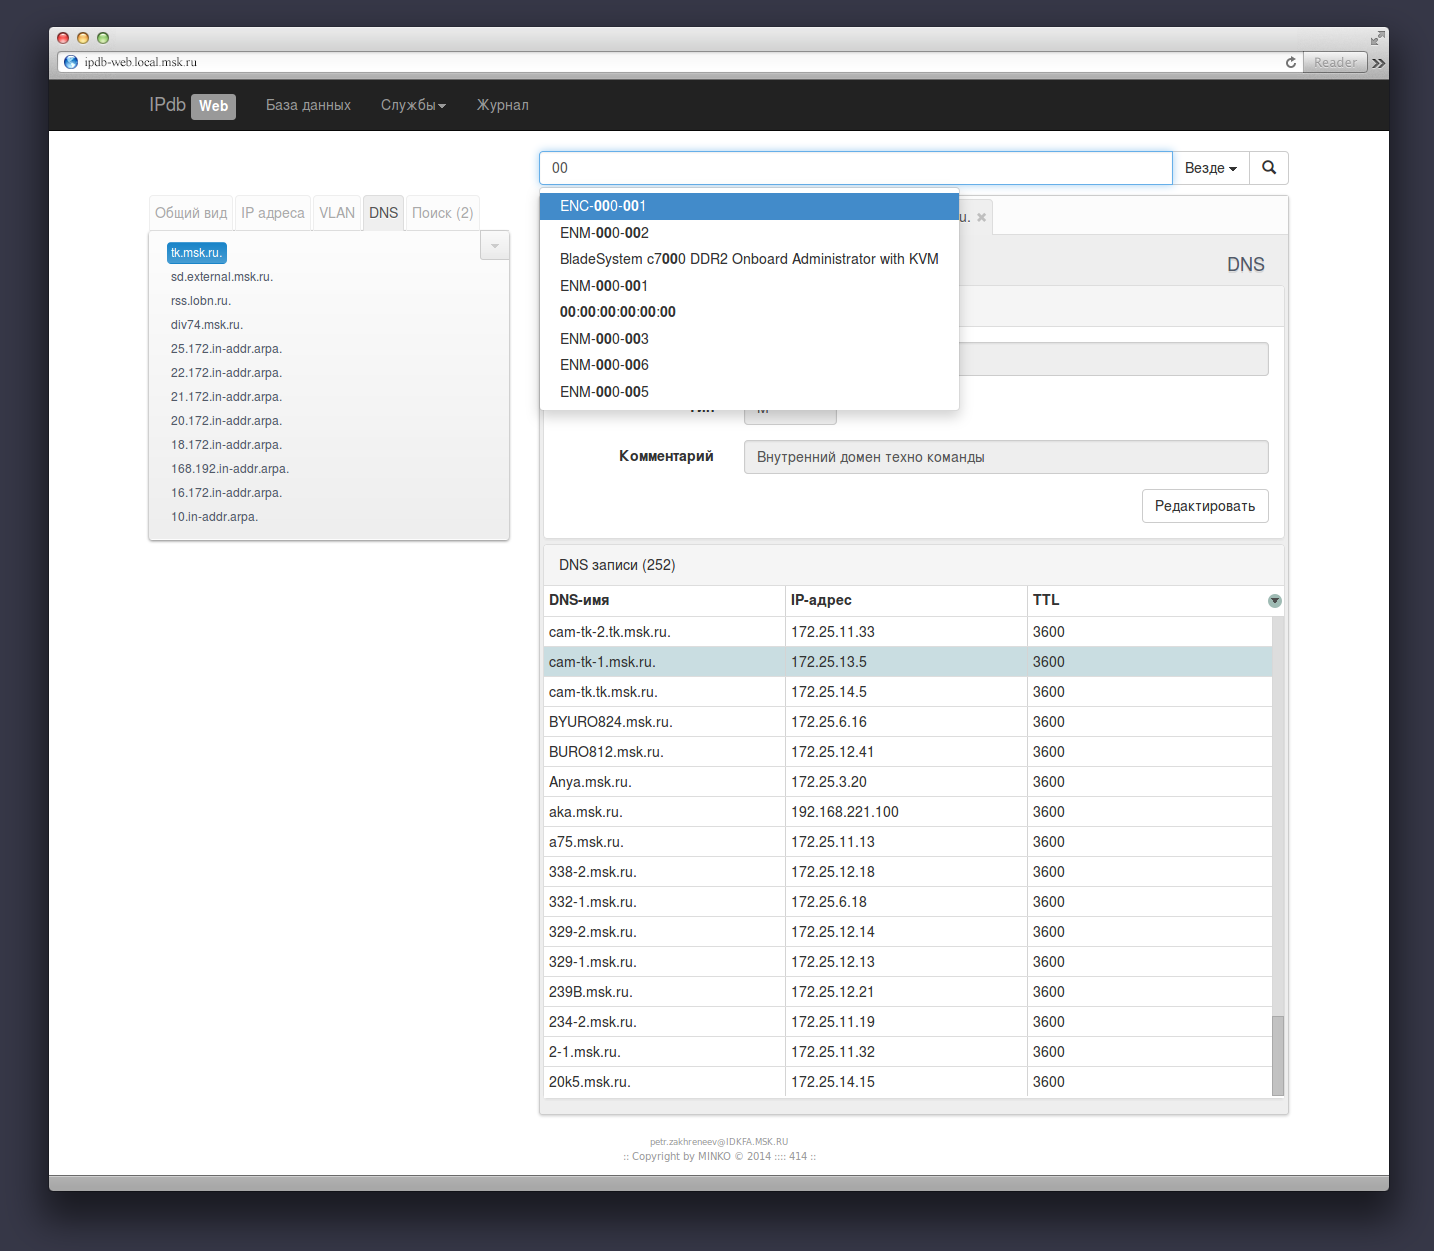 ipdb-web.local.msk.ru
Reader
IPdb Web База данных Службы Журнал
00 Везде
ENC-000-001
ENM-000-002
BladeSystem c7000 DDR2 Onboard Administrator with KVM
ENM-000-001
00:00:00:00:00:00
ENM-000-003
ENM-000-006
ENM-000-005
Общий вид IP адреса VLAN DNS Поиск (2)
tk.msk.ru.
sd.external.msk.ru.
rss.lobn.ru.
div74.msk.ru.
25.172.in-addr.arpa.
22.172.in-addr.arpa.
21.172.in-addr.arpa.
20.172.in-addr.arpa.
18.172.in-addr.arpa.
168.192.in-addr.arpa.
16.172.in-addr.arpa.
10.in-addr.arpa.
u.
DNS
Комментарий Внутренний домен техно команды
Редактировать
DNS записи (252)
DNS-имя IP-адрес TTL
cam-tk-2.tk.msk.ru. 172.25.11.33 3600
cam-tk-1.msk.ru. 172.25.13.5 3600
cam-tk.tk.msk.ru. 172.25.14.5 3600
BYURO824.msk.ru. 172.25.6.16 3600
BURO812.msk.ru. 172.25.12.41 3600
Anya.msk.ru. 172.25.3.20 3600
aka.msk.ru. 192.168.221.100 3600
a75.msk.ru. 172.25.11.13 3600
338-2.msk.ru. 172.25.12.18 3600
332-1.msk.ru. 172.25.6.18 3600
329-2.msk.ru. 172.25.12.14 3600
329-1.msk.ru. 172.25.12.13 3600
239B.msk.ru. 172.25.12.21 3600
234-2.msk.ru. 172.25.11.19 3600
2-1.msk.ru. 172.25.11.32 3600
20k5.msk.ru. 172.25.14.15 3600
petr.zakhreneev@IDKFA.MSK.RU
:: Copyright by MINKO © 2014 :::: 414 ::